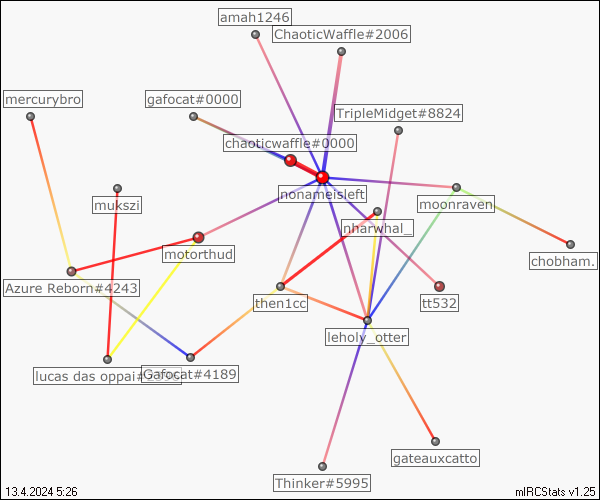 amah1246
ChaoticWaffle#2006
mercurybro
gafocat#0000
TripleMidget#8824
chaoticwaffle#0000
nonameisleft
mukszi
moonraven
nharwhal_
motorthud
chobham.
Azure Reborn#4243
then1cc
tt532
leholy_otter
lucas das oppai#
Gafocat#4189
gateauxcatto
Thinker#5995
13.4.2024 5:26
mIRCStats v1.25